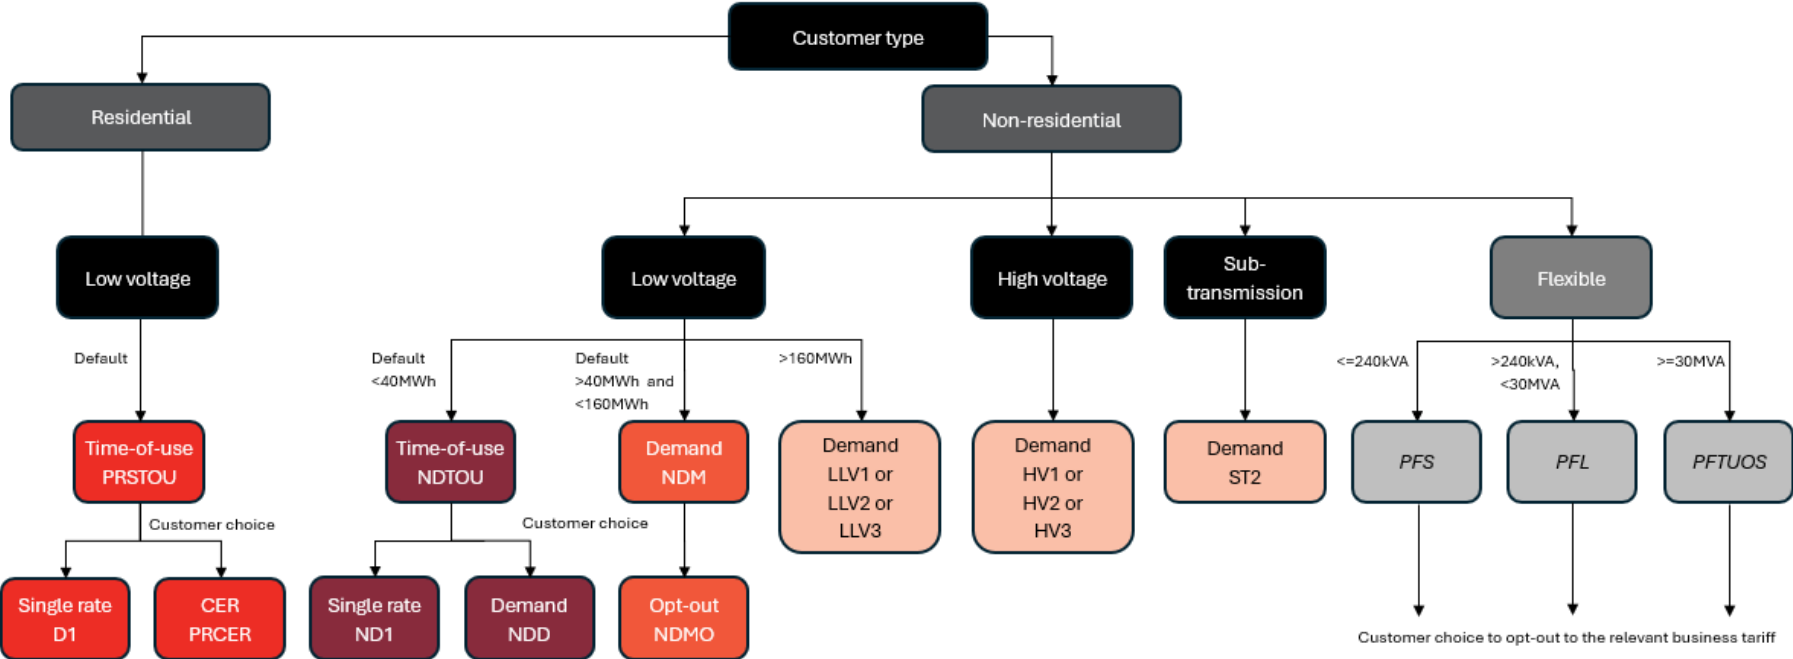 Customer type
Residential
Non-residential
Low voltage
Low voltage
High voltage
Sub-
transmission
Flexible
Default
Default
<40MWh
Default
>40MWh and
<160MWh
>160MWh
<=240kVA
>240kVA,
<30MVA
>=30MVA
Time-of-use
PRSTOU
Time-of-use
NDTOU
Demand
NDM
Demand
LLV1 or
LLV2 or
LLV3
Demand
HV1 or
HV2 or
HV3
Demand
ST2
PFS
PFL
PFTUOS
Customer choice
Customer choice
Single rate
D1
CER
PRCER
Single rate
ND1
Demand
NDD
Opt-out
NDMO
Customer choice to opt-out to the relevant business tariff